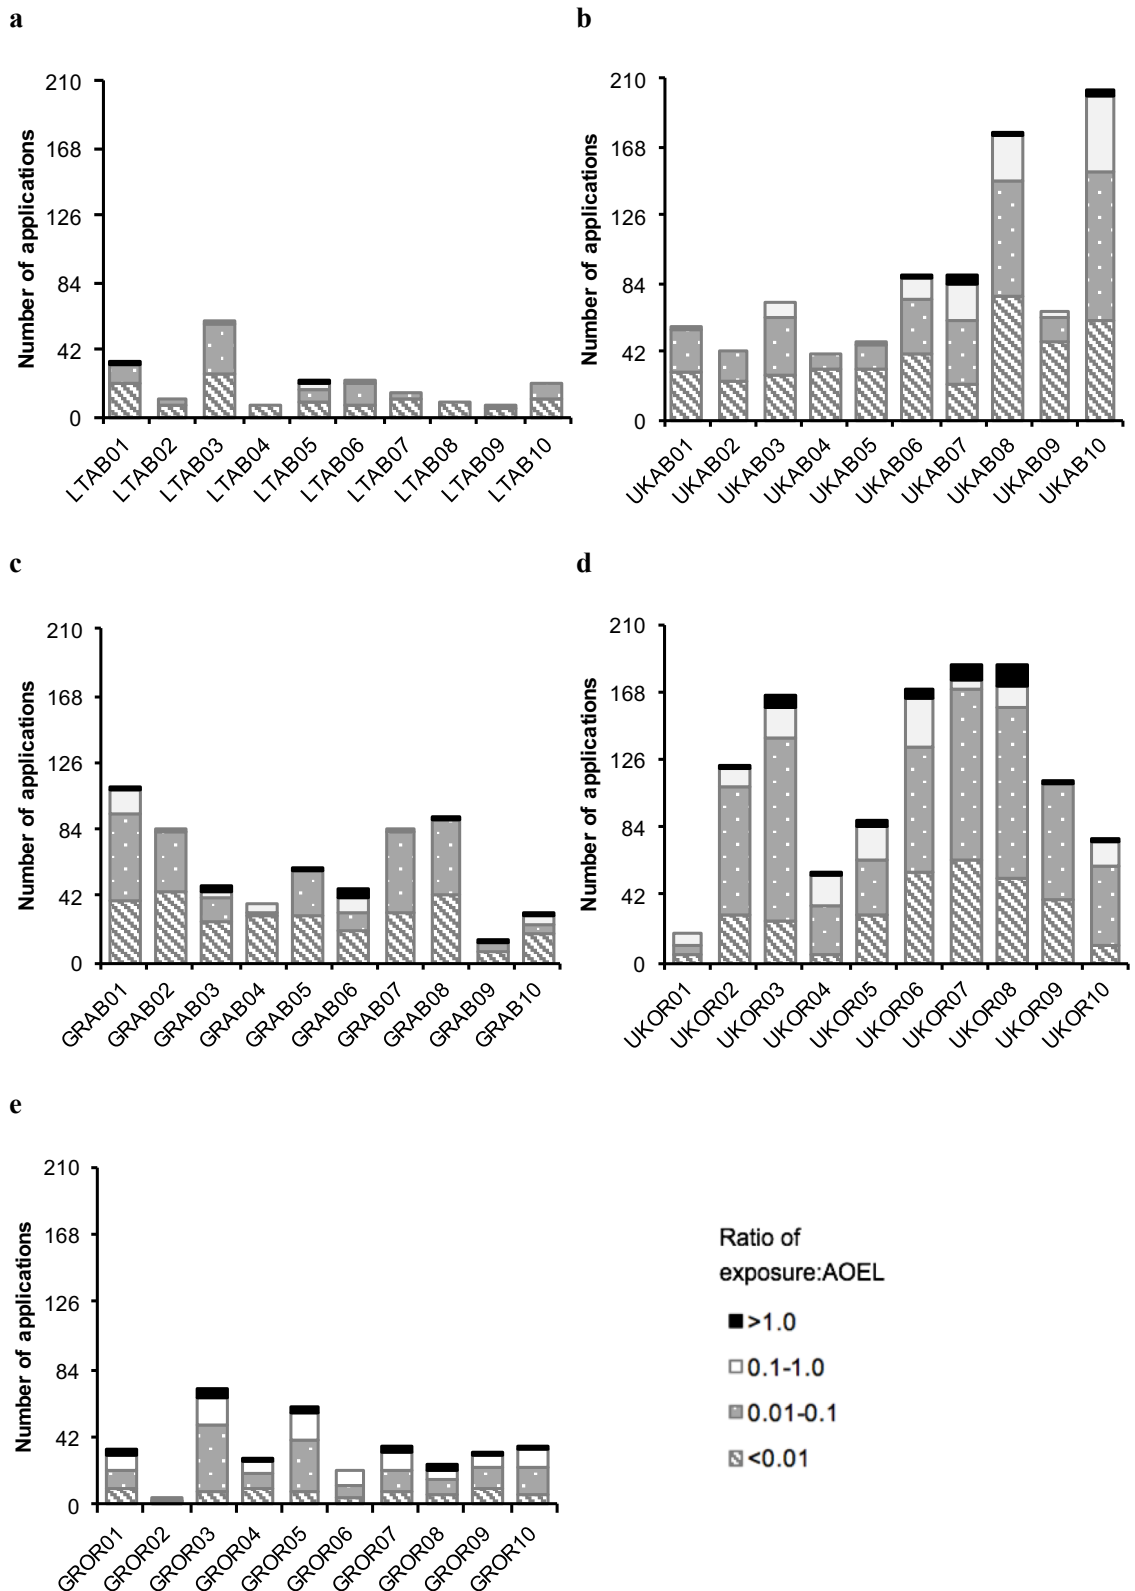 a
Number of applications
210
168
126
84
42
0
LTAB01
LTAB02
LTAB03
LTAB04
LTAB05
LTAB06
LTAB07
LTAB08
LTAB09
LTAB10
b
Number of applications
210
168
126
84
42
0
UKAB01
UKAB02
UKAB03
UKAB04
UKAB05
UKAB06
UKAB07
UKAB08
UKAB09
UKAB10
c
Number of applications
210
168
126
84
42
0
GRAB01
GRAB02
GRAB03
GRAB04
GRAB05
GRAB06
GRAB07
GRAB08
GRAB09
GRAB10
d
Number of applications
210
168
126
84
42
0
UKOR01
UKOR02
UKOR03
UKOR04
UKOR05
UKOR06
UKOR07
UKOR08
UKOR09
UKOR10
e
Number of applications
210
168
126
84
42
0
GROR01
GROR02
GROR03
GROR04
GROR05
GROR06
GROR07
GROR08
GROR09
GROR10
Ratio of
exposure:AOEL
>1.0
0.1-1.0
0.01-0.1
<0.01